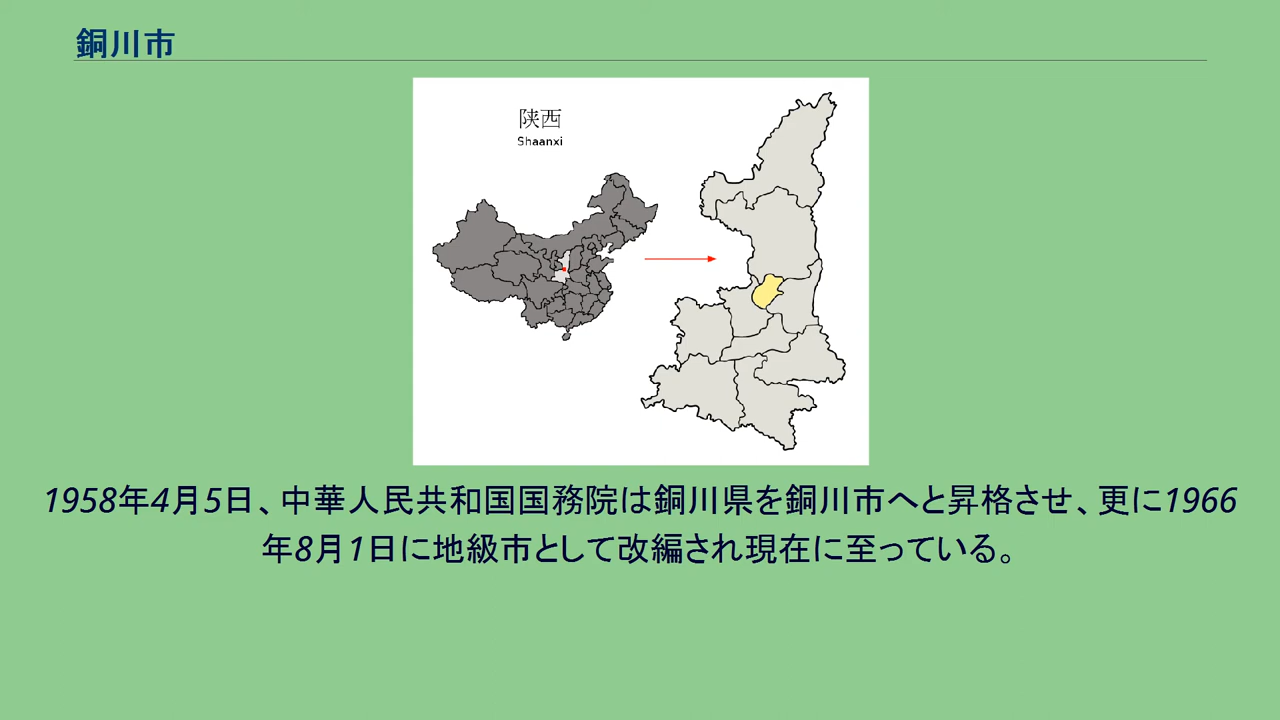 銅川市
陕西
Shaanxi
1958年4月5日、中華人民共和国国務院は銅川県を銅川市へと昇格させ、更に1966
年8月1日に地級市として改編され現在に至っている。